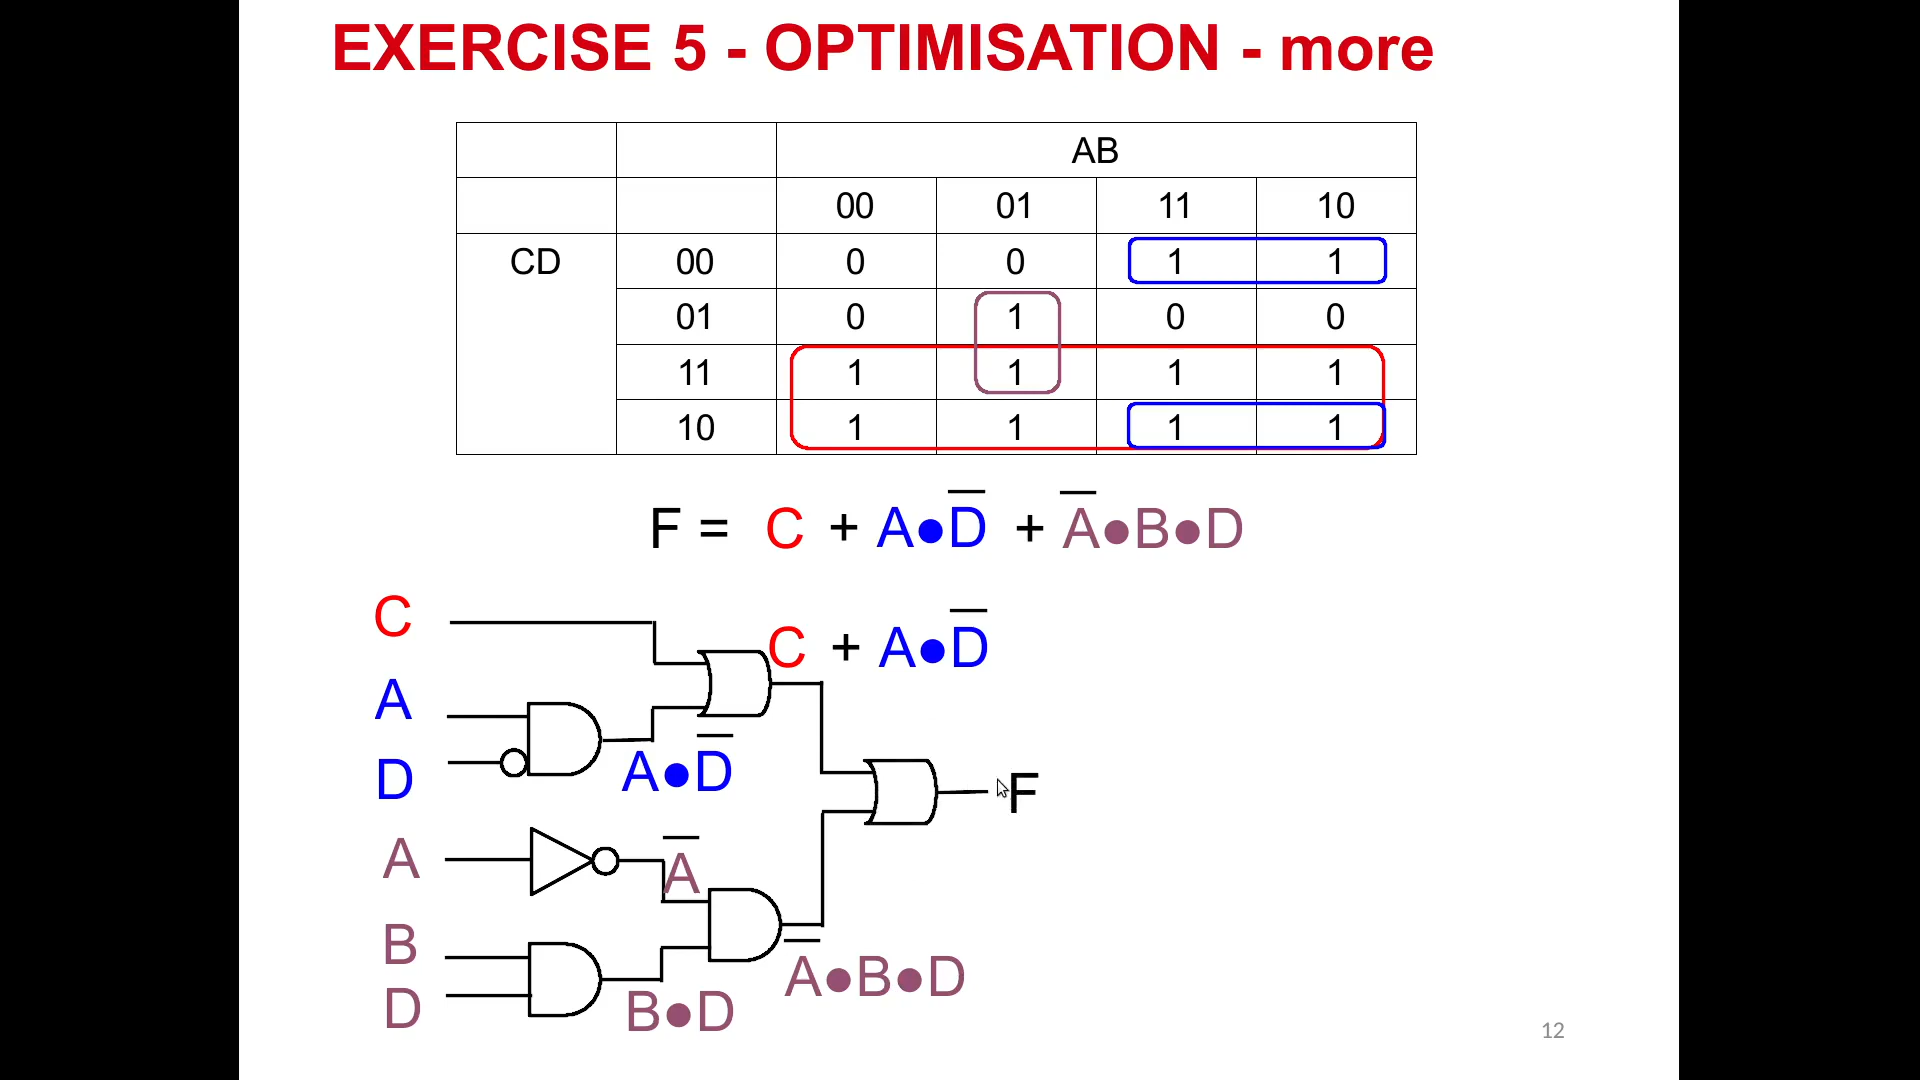 EXERCISE 5 - OPTIMISATION - more
AB
00 01 11 10
CD 00 0 0 1 1
01 0 1 0 0
11 1 1 1 1
10 1 1 1 1
F = C + A●D̅ + A̅●B●D
C
C + A●D̅
A
A●D̅
D
F
A
A̅
B
A̅●B●D
D
B●D
12